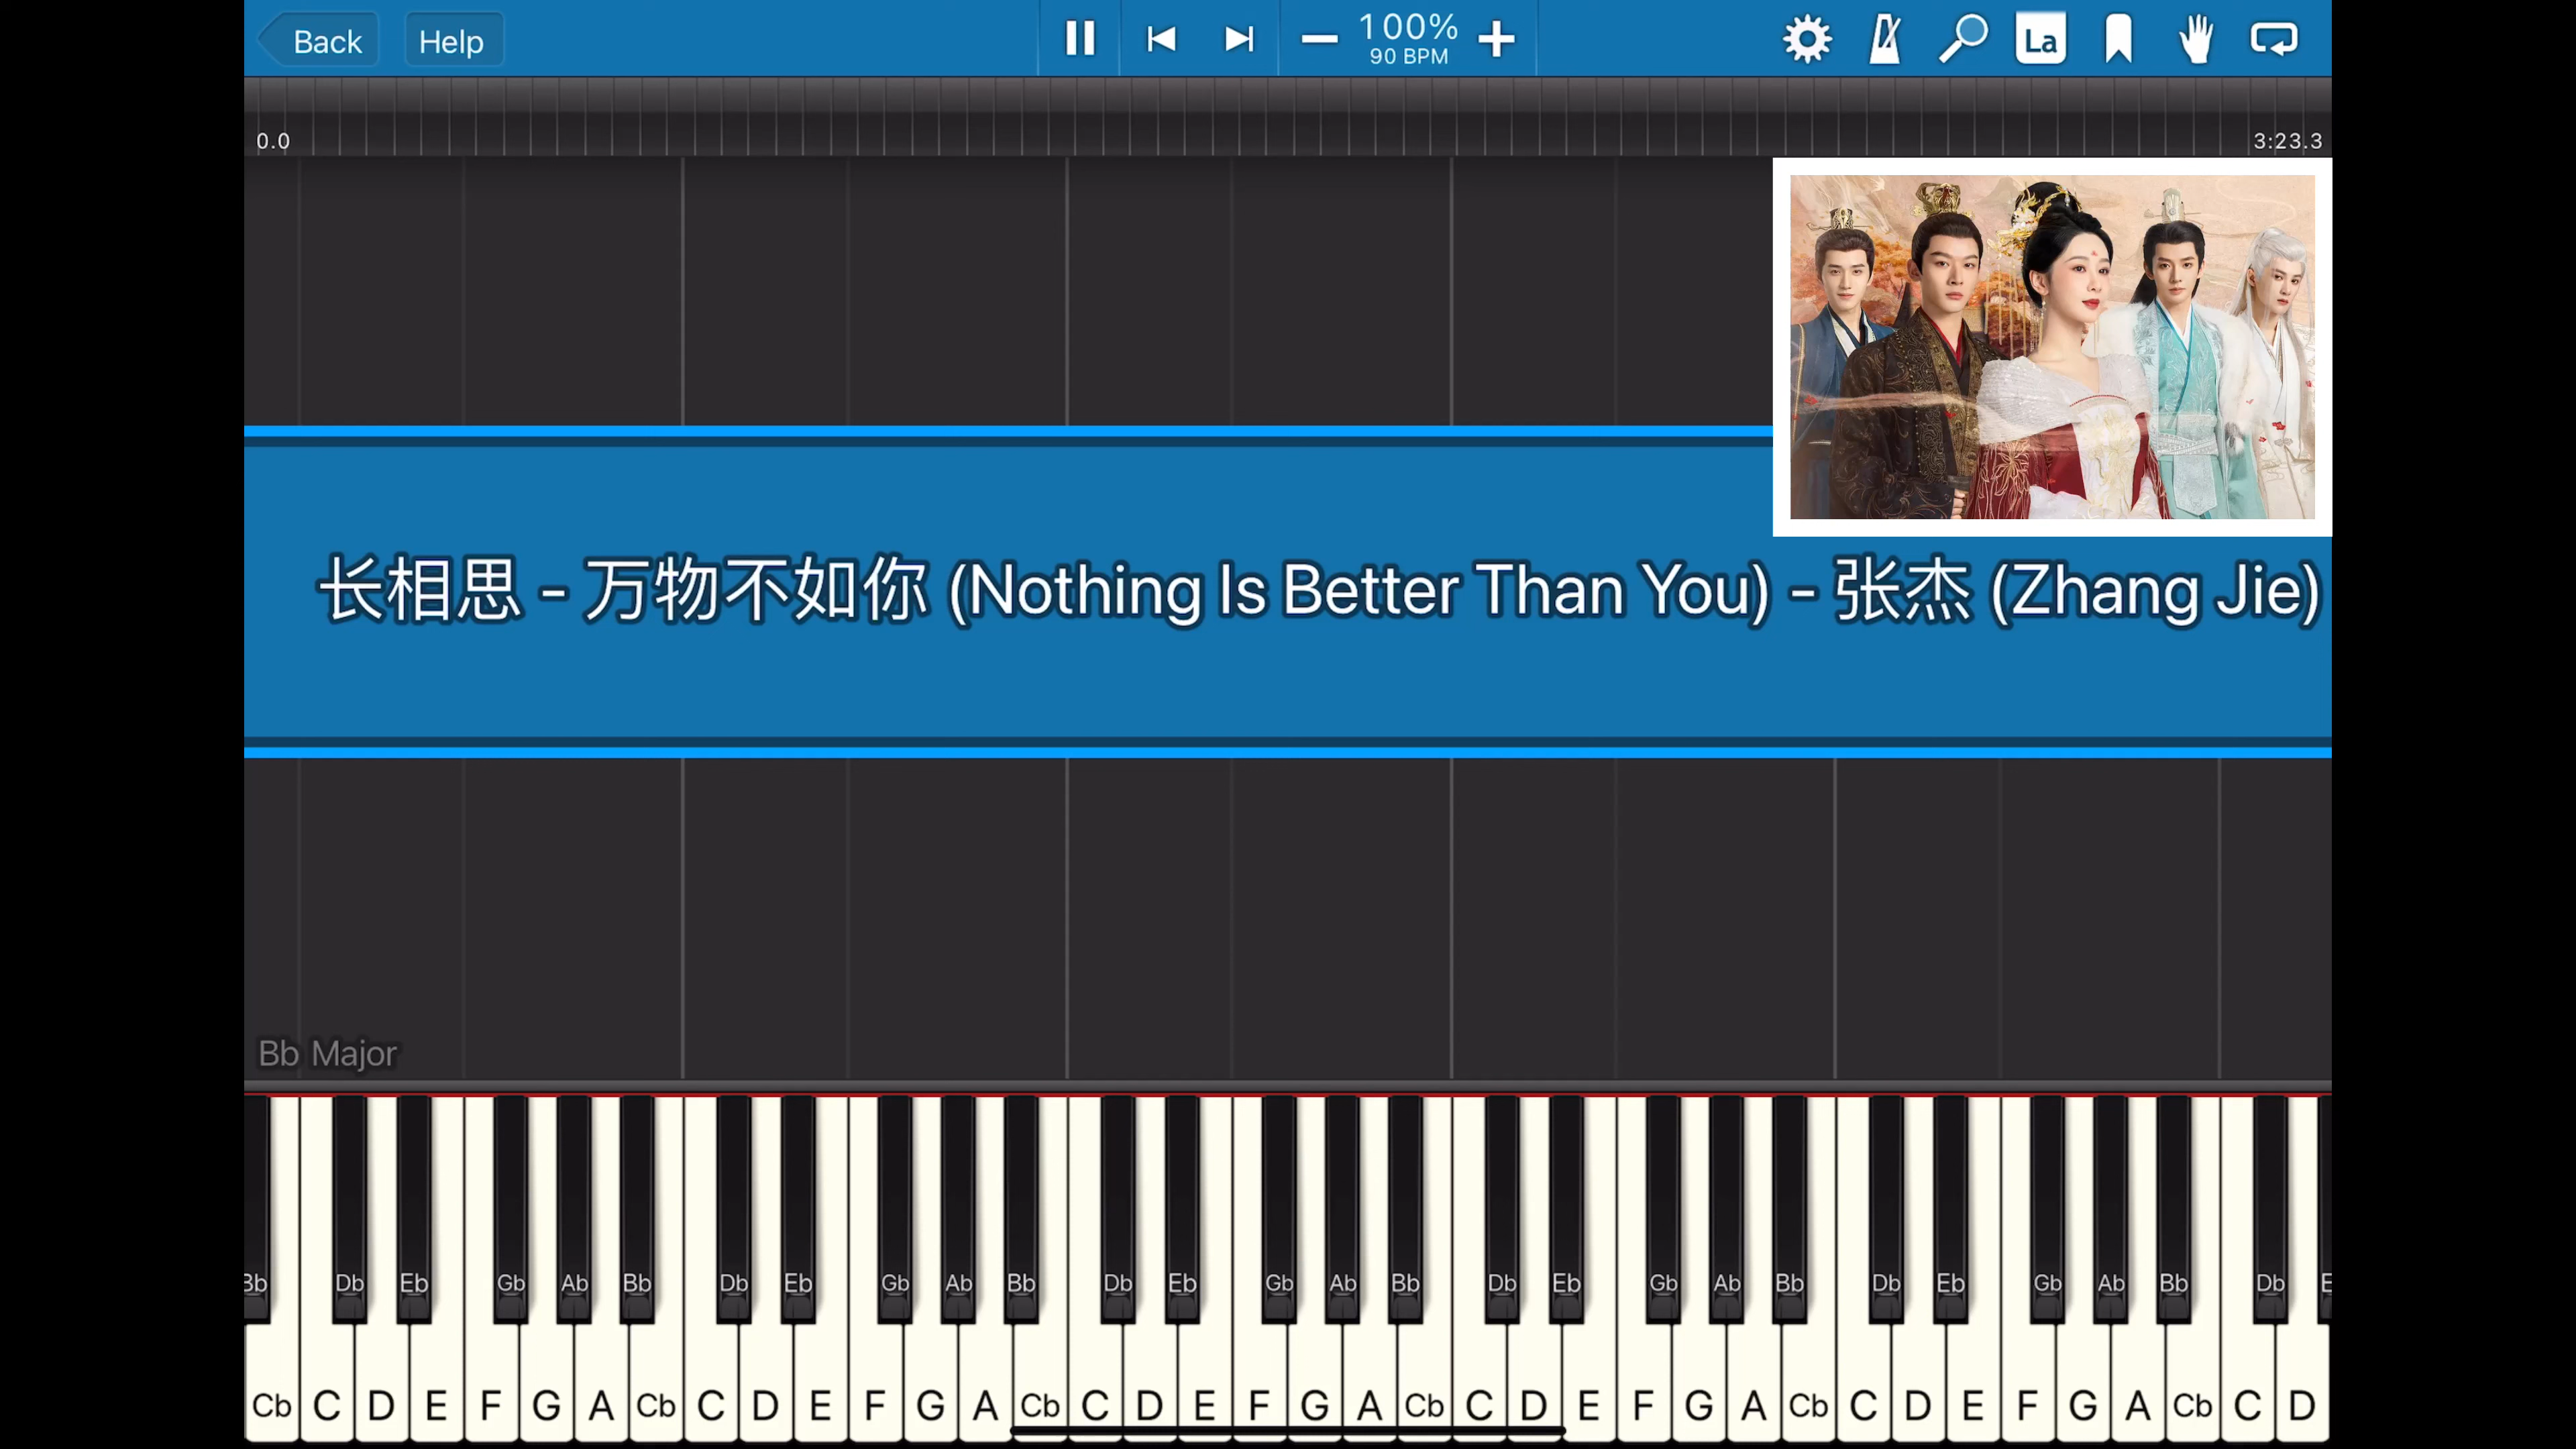 Back Help 100% La
90 BPM
0.0 3:23.3
长相思 - 万物不如你 (Nothing Is Better Than You) - 张杰 (Zhang Jie)
Bb Major
Bb Db Eb Gb Ab Bb Db Eb Gb Ab Bb Db Eb Gb Ab Bb Db Eb Gb Ab Bb Db Eb Gb Ab Bb Db E
Cb C D E F G A Cb C D E F G A Cb C D E F G A Cb C D E F G A Cb C D E F G A Cb C D